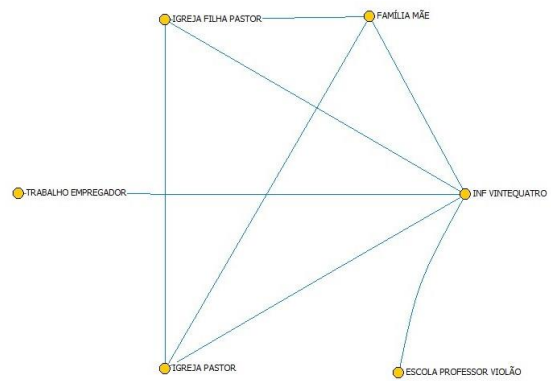 IGREJA FILHA PASTOR
FAMÍLIA MÃE
TRABALHO EMPREGADOR
INF VINTEQUATRO
IGREJA PASTOR
ESCOLA PROFESSOR VIOLÃO